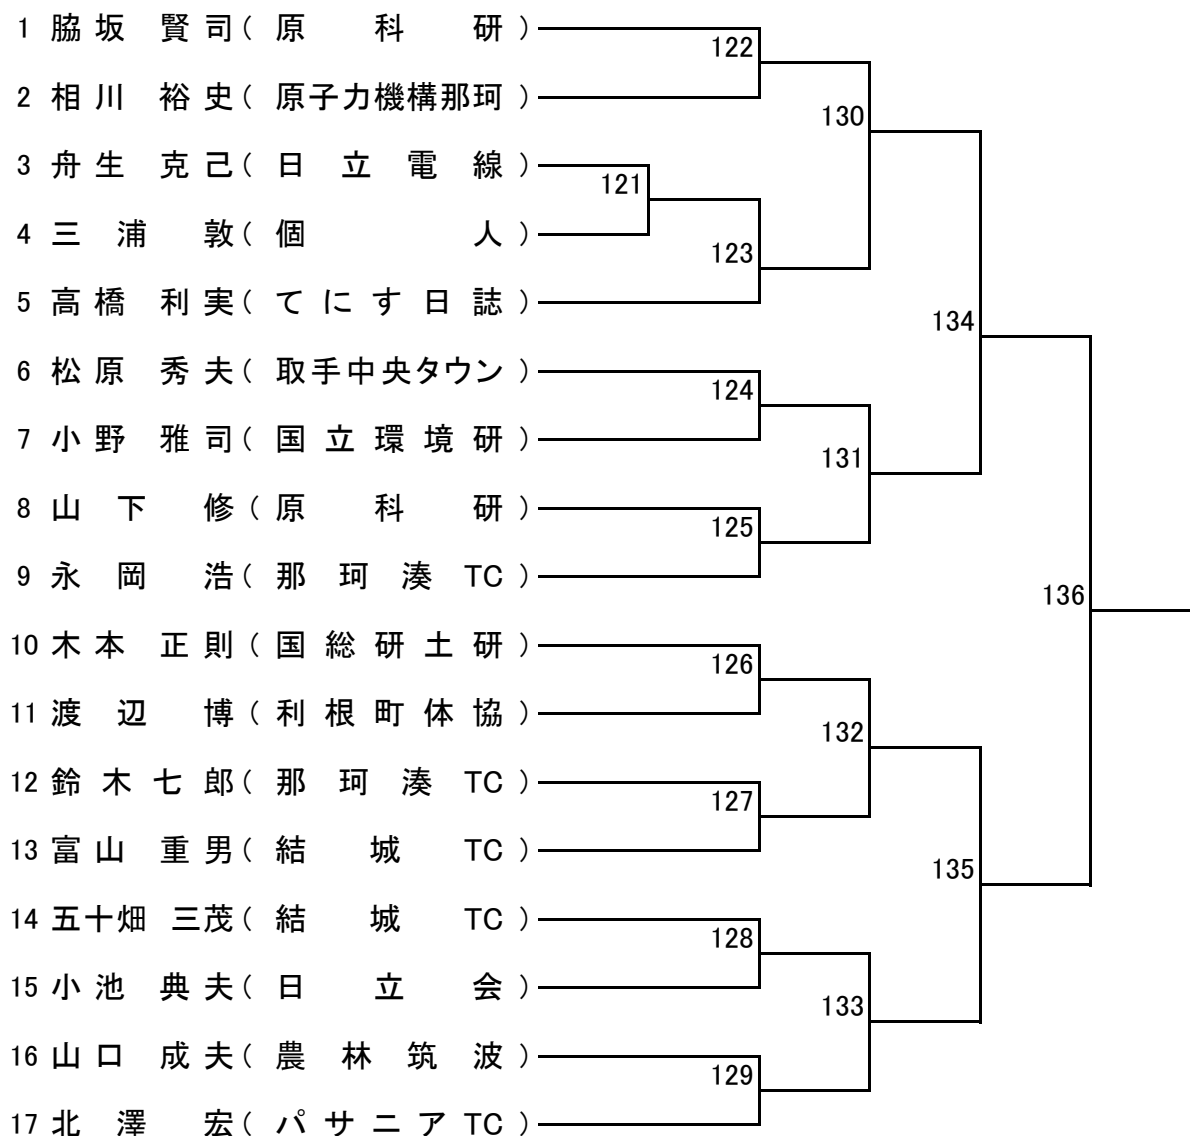 1 脇坂 賢司(原科研)
122
2 相川 裕史(原子力機構那珂)
130
3 舟生 克己(日立電線)
121
4 三浦 敦(個人)
123
5 高橋 利実(てにす日誌)
134
6 松原 秀夫(取手中央タウン)
124
7 小野 雅司(国立環境研)
131
8 山下 修(原科研)
125
9 永岡 浩(那珂湊TC)
136
10 木本 正則(国総研土研)
126
11 渡辺 博(利根町体協)
132
12 鈴木七郎(那珂湊TC)
127
13 富山 重男(結城TC)
135
14 五十畑 三茂(結城TC)
128
15 小池 典夫(日立会)
133
16 山口 成夫(農林筑波)
129
17 北澤 宏(パサニアTC)